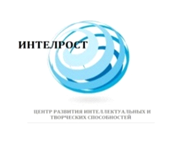 ИНТЕЛРОСТ
ЦЕНТР РАЗВИТИЯ ИНТЕЛЛЕКТУАЛЬНЫХ И
ТВОРЧЕСКИХ СПОСОБНОСТЕЙ